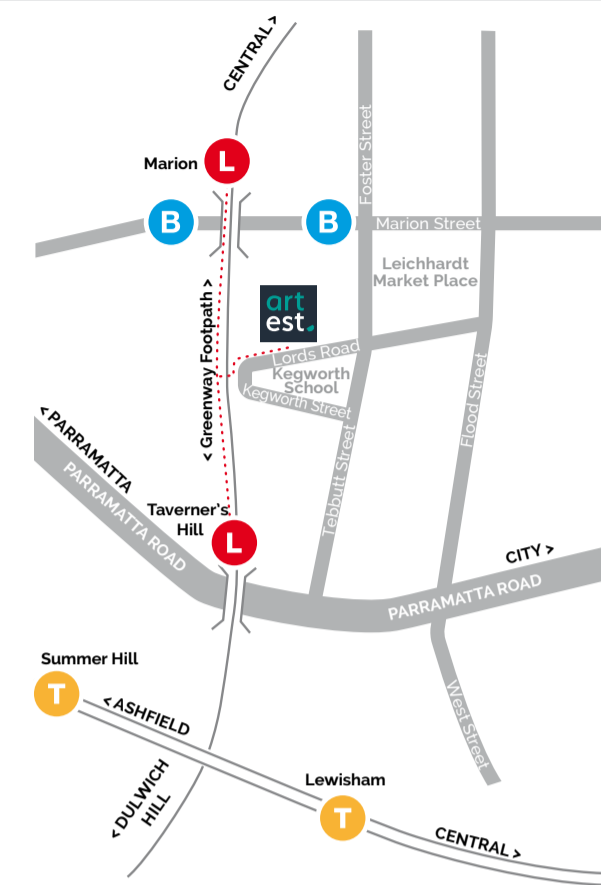 CENTRAL >
Marion
L
Foster Street
B
B
Marion Street
Leichhardt
Market Place
art
est.
< Greenway Footpath >
Lords Road
Kegworth
School
Kegworth Street
Flood Street
Tebbutt Street
< PARRAMATTA
PARRAMATTA ROAD
Taverner's
Hill
L
CITY >
PARRAMATTA ROAD
Summer Hill
T
< ASHFIELD
West Street
Lewisham
T
< DULWICH
HILL
CENTRAL >